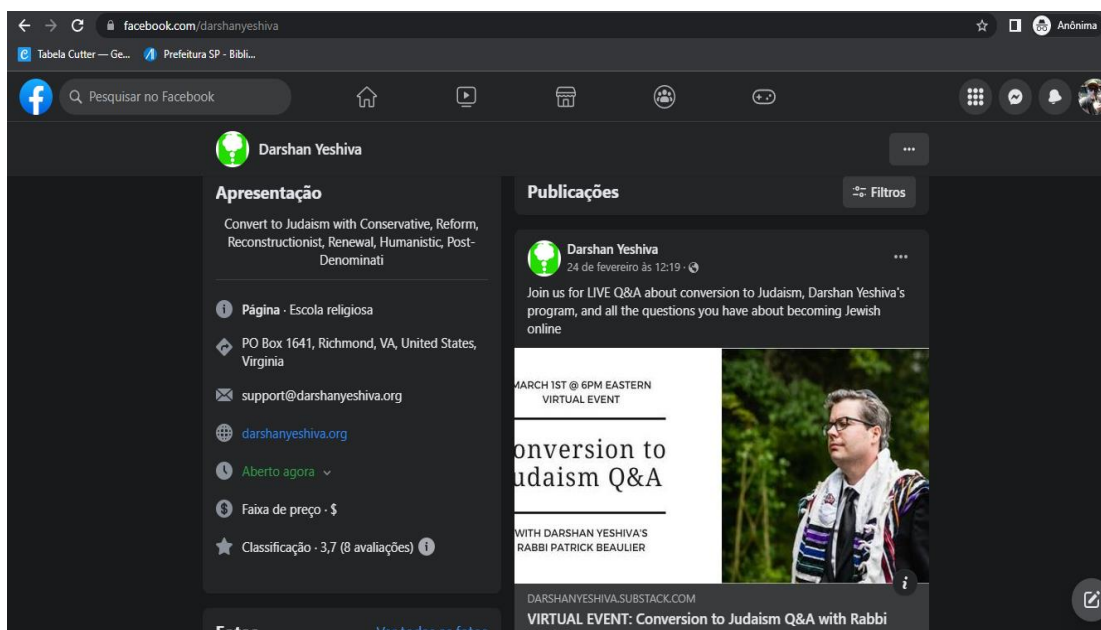 facebook.com/darshanyeshiva
Anônima
Tabela Cutter — Ge...
Prefeitura SP - Bibli...
Pesquisar no Facebook
Darshan Yeshiva
Apresentação
Convert to Judaism with Conservative, Reform,
Reconstructionist, Renewal, Humanistic, Post-
Denominati
Página · Escola religiosa
PO Box 1641, Richmond, VA, United States,
Virginia
support@darshanyeshiva.org
darshanyeshiva.org
Aberto agora
Faixa de preço · $
Classificação · 3,7 (8 avaliações)
Publicações
Filtros
Darshan Yeshiva
24 de fevereiro às 12:19
Join us for LIVE Q&A about conversion to Judaism, Darshan Yeshiva's
program, and all the questions you have about becoming Jewish
online
MARCH 1ST @ 6PM EASTERN
VIRTUAL EVENT
onversion to
udaism Q&A
WITH DARSHAN YESHIVA'S
RABBI PATRICK BEAULIER
DARSHANYESHIVA.SUBSTACK.COM
VIRTUAL EVENT: Conversion to Judaism Q&A with Rabbi